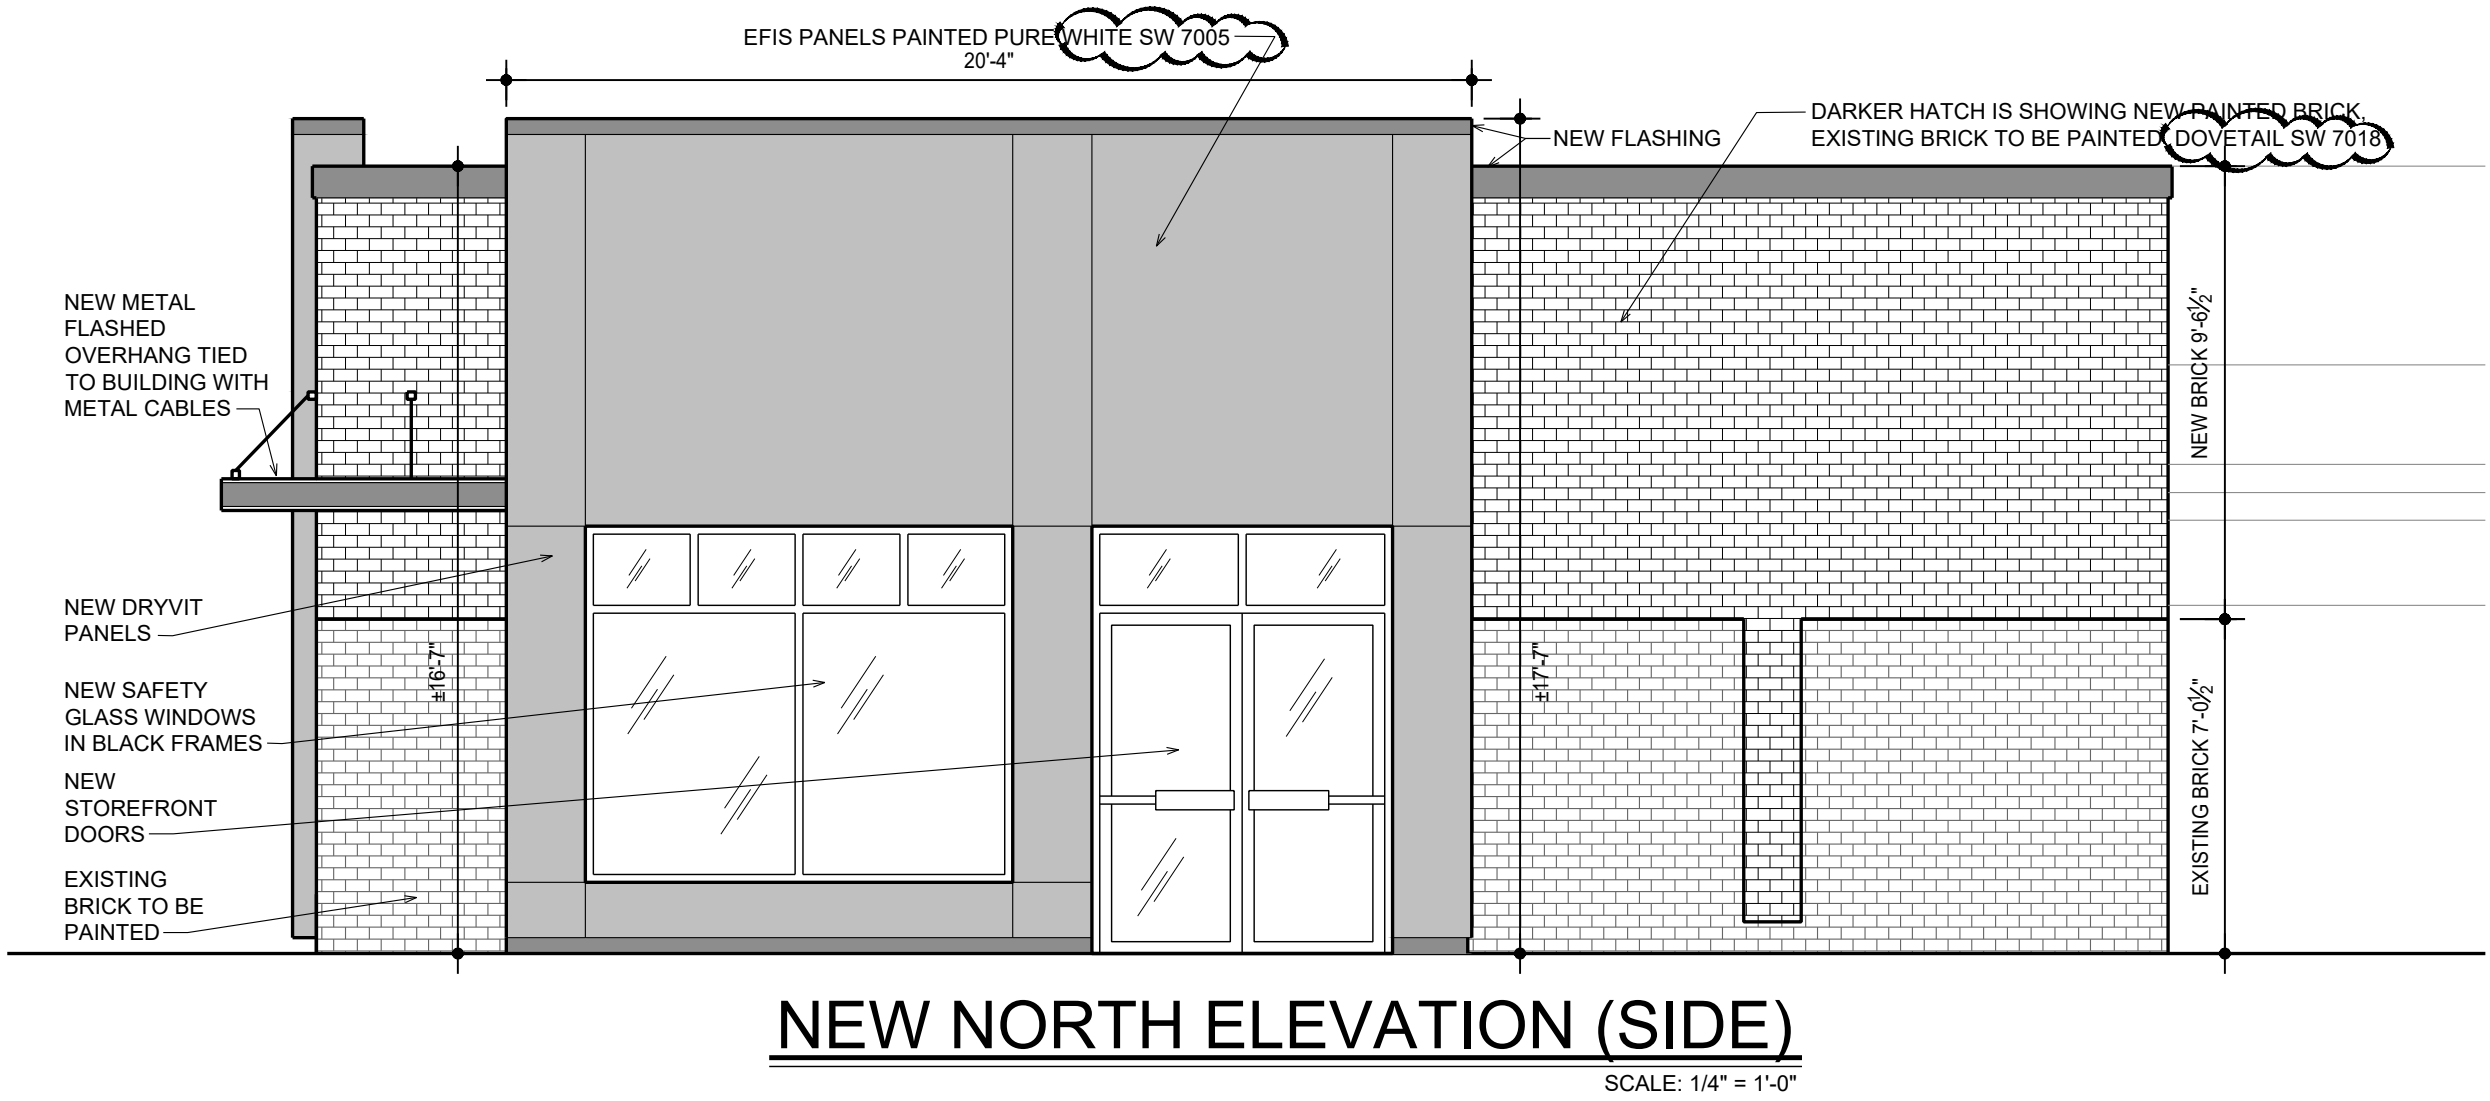 EFIS PANELS PAINTED PURE WHITE SW 7005
20'-4"
DARKER HATCH IS SHOWING NEW PAINTED BRICK,
EXISTING BRICK TO BE PAINTED DOVETAIL SW 7018
NEW FLASHING
NEW METAL
FLASHED
OVERHANG TIED
TO BUILDING WITH
METAL CABLES
NEW BRICK 9'-6½"
NEW DRYVIT
PANELS
±16'-7"
±17'-7"
NEW SAFETY
GLASS WINDOWS
IN BLACK FRAMES
EXISTING BRICK 7'-0½"
NEW
STOREFRONT
DOORS
EXISTING
BRICK TO BE
PAINTED
NEW NORTH ELEVATION (SIDE)
SCALE: 1/4" = 1'-0"